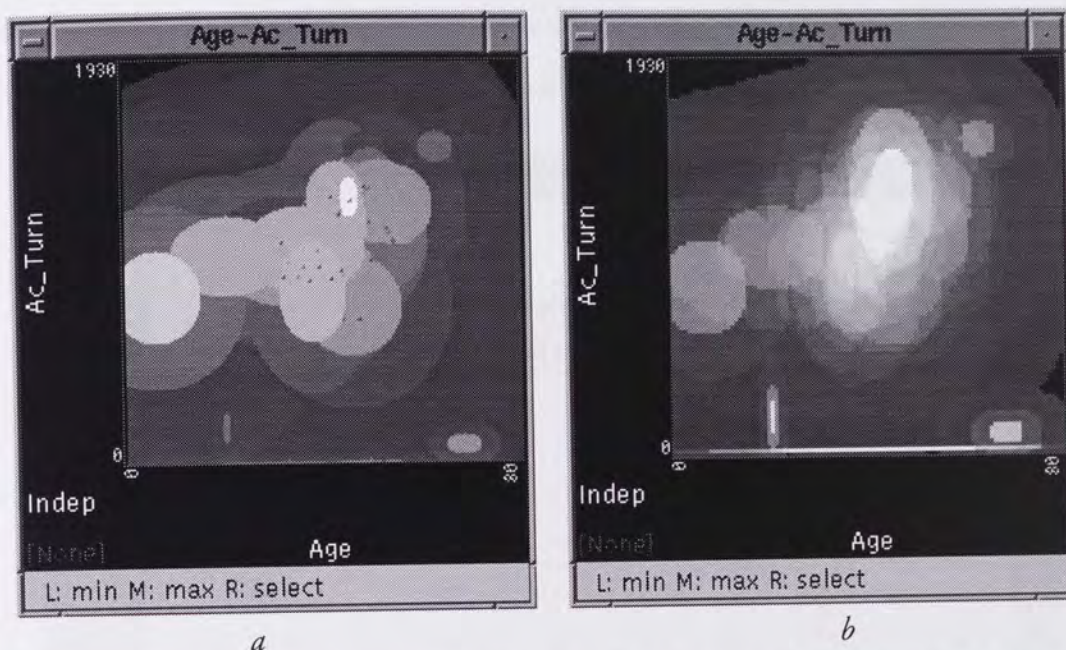 Age-Ac_Turn
1930
Ac_Turn
0
0
80
Indep
[None]
Age
L: min M: max R: select
a
Age-Ac_Turn
1930
Ac_Turn
0
0
80
Indep
[None]
Age
L: min M: max R: select
b